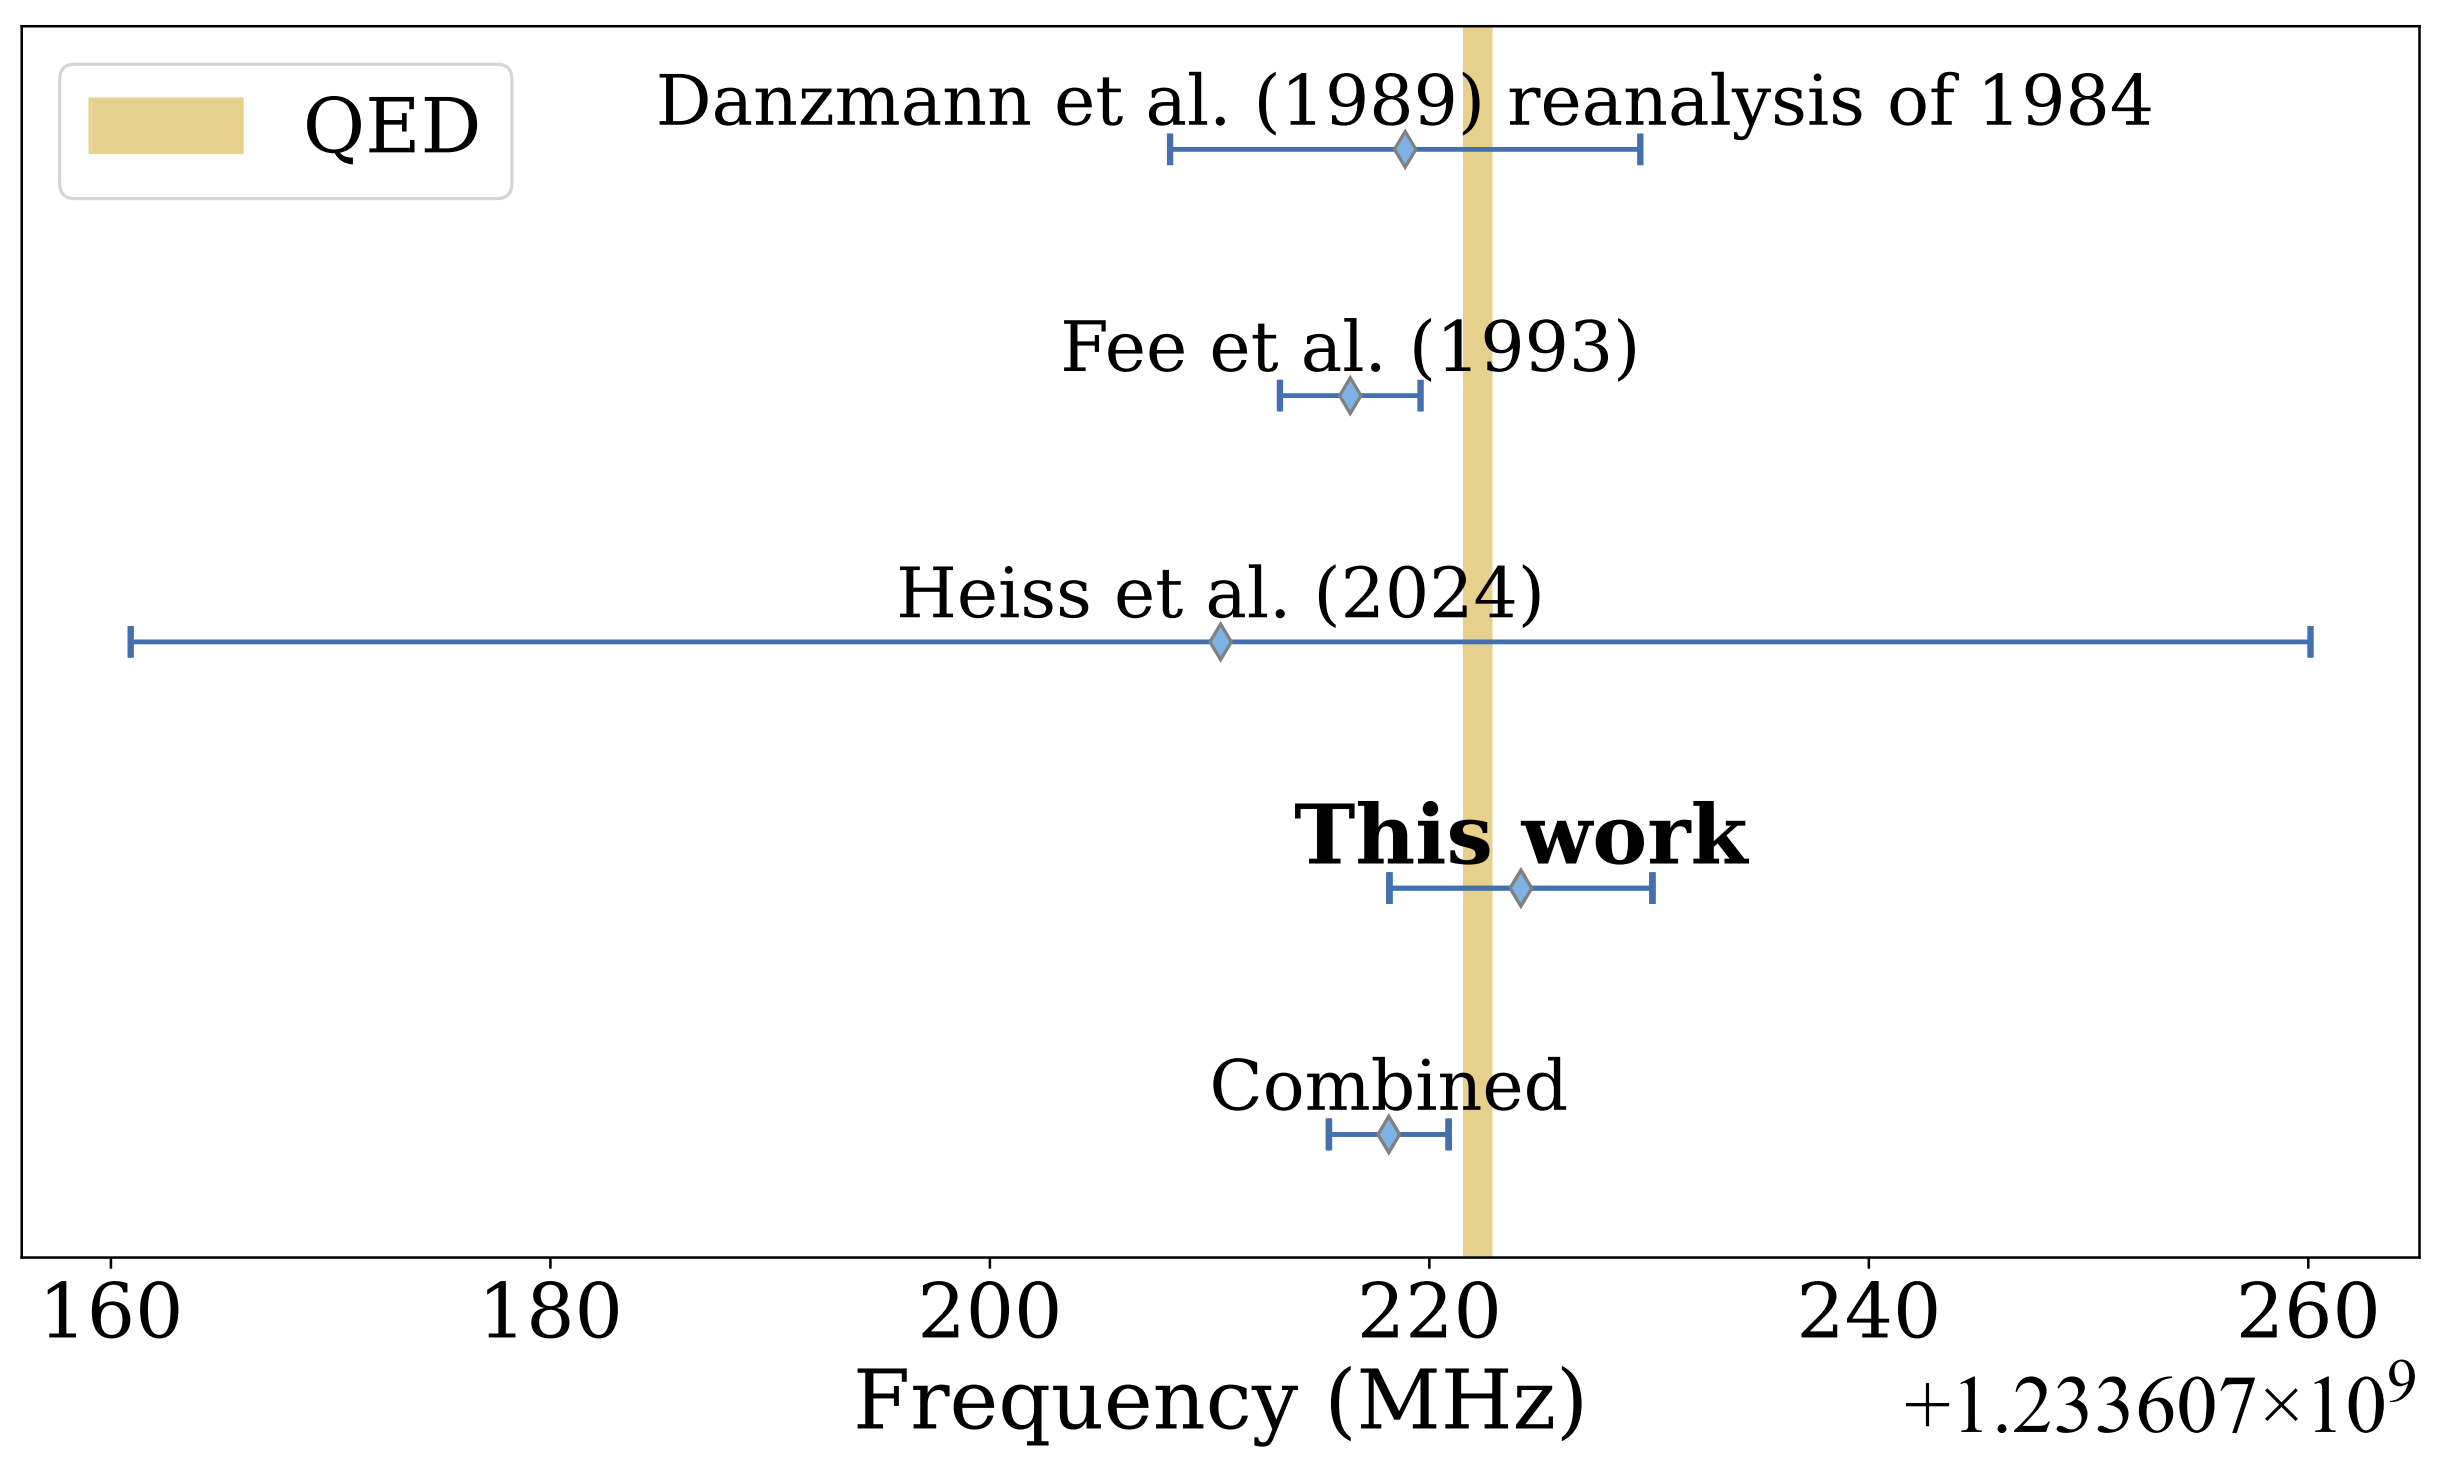 QED
Danzmann et al. (1989) reanalysis of 1984
Fee et al. (1993)
Heiss et al. (2024)
This work
Combined
160 180 200 220 240 260
Frequency (MHz)
+1.233607×10⁹